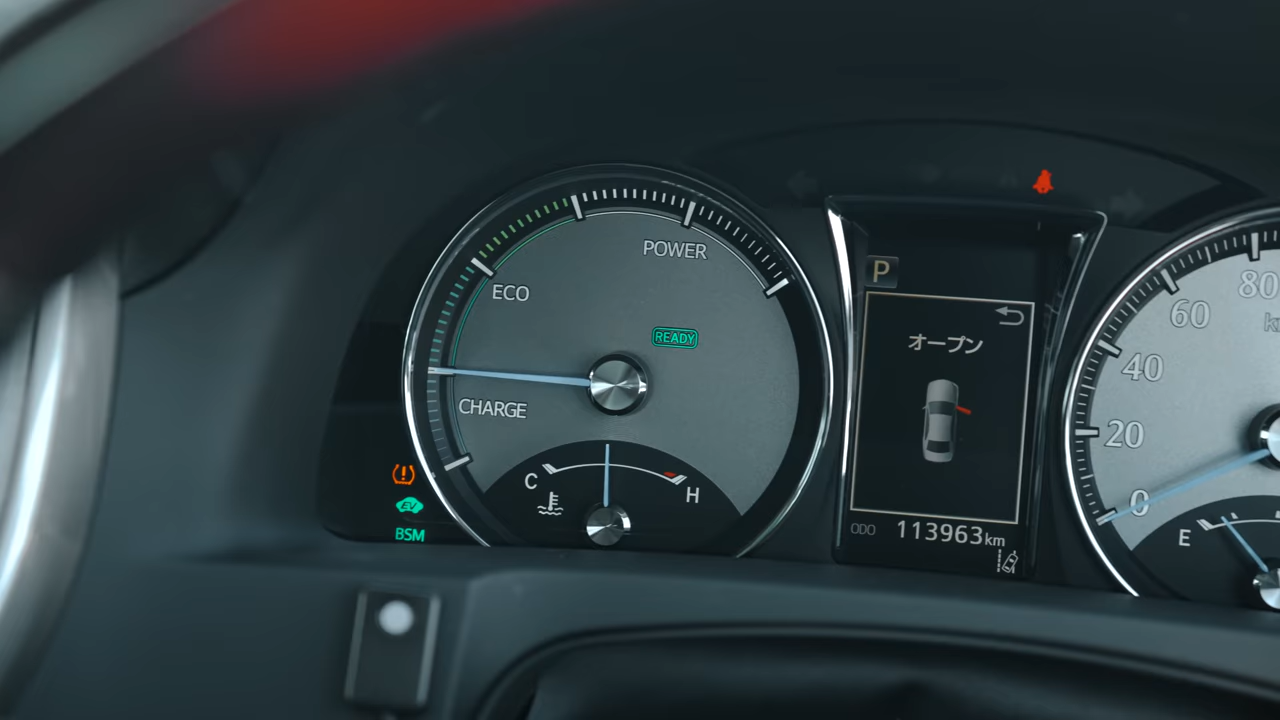 POWER
ECO
READY
CHARGE
C
H
EV
BSM
P
オープン
ODO 113963km
80
60
40
20
0
E